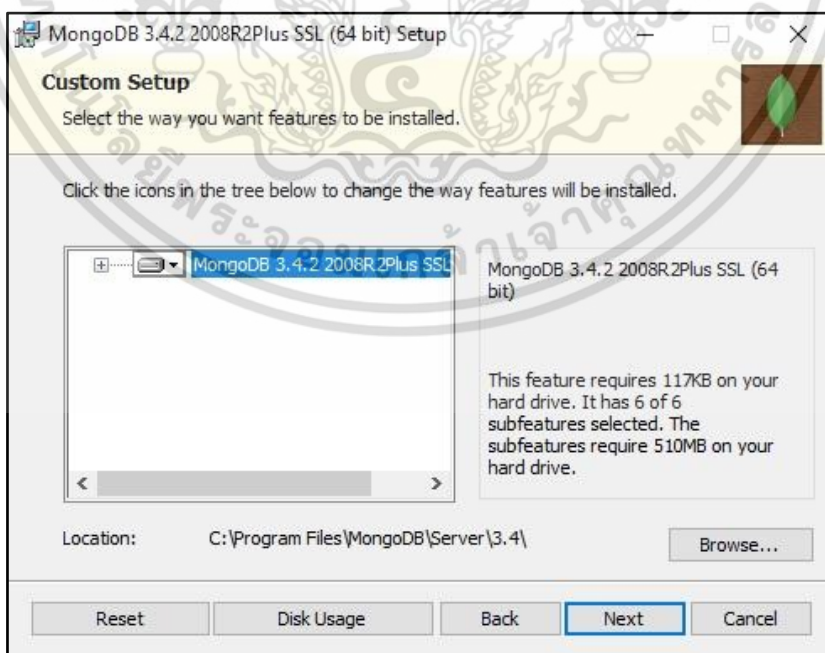 MongoDB 3.4.2 2008R2Plus SSL (64 bit) Setup
Custom Setup
Select the way you want features to be installed.
Click the icons in the tree below to change the way features will be installed.
MongoDB 3.4.2 2008R2Plus SSL
MongoDB 3.4.2 2008R2Plus SSL (64
bit)
This feature requires 117KB on your
hard drive. It has 6 of 6
subfeatures selected. The
subfeatures require 510MB on your
hard drive.
Location:
C:\Program Files\MongoDB\Server\3.4\
Browse...
Reset
Disk Usage
Back
Next
Cancel